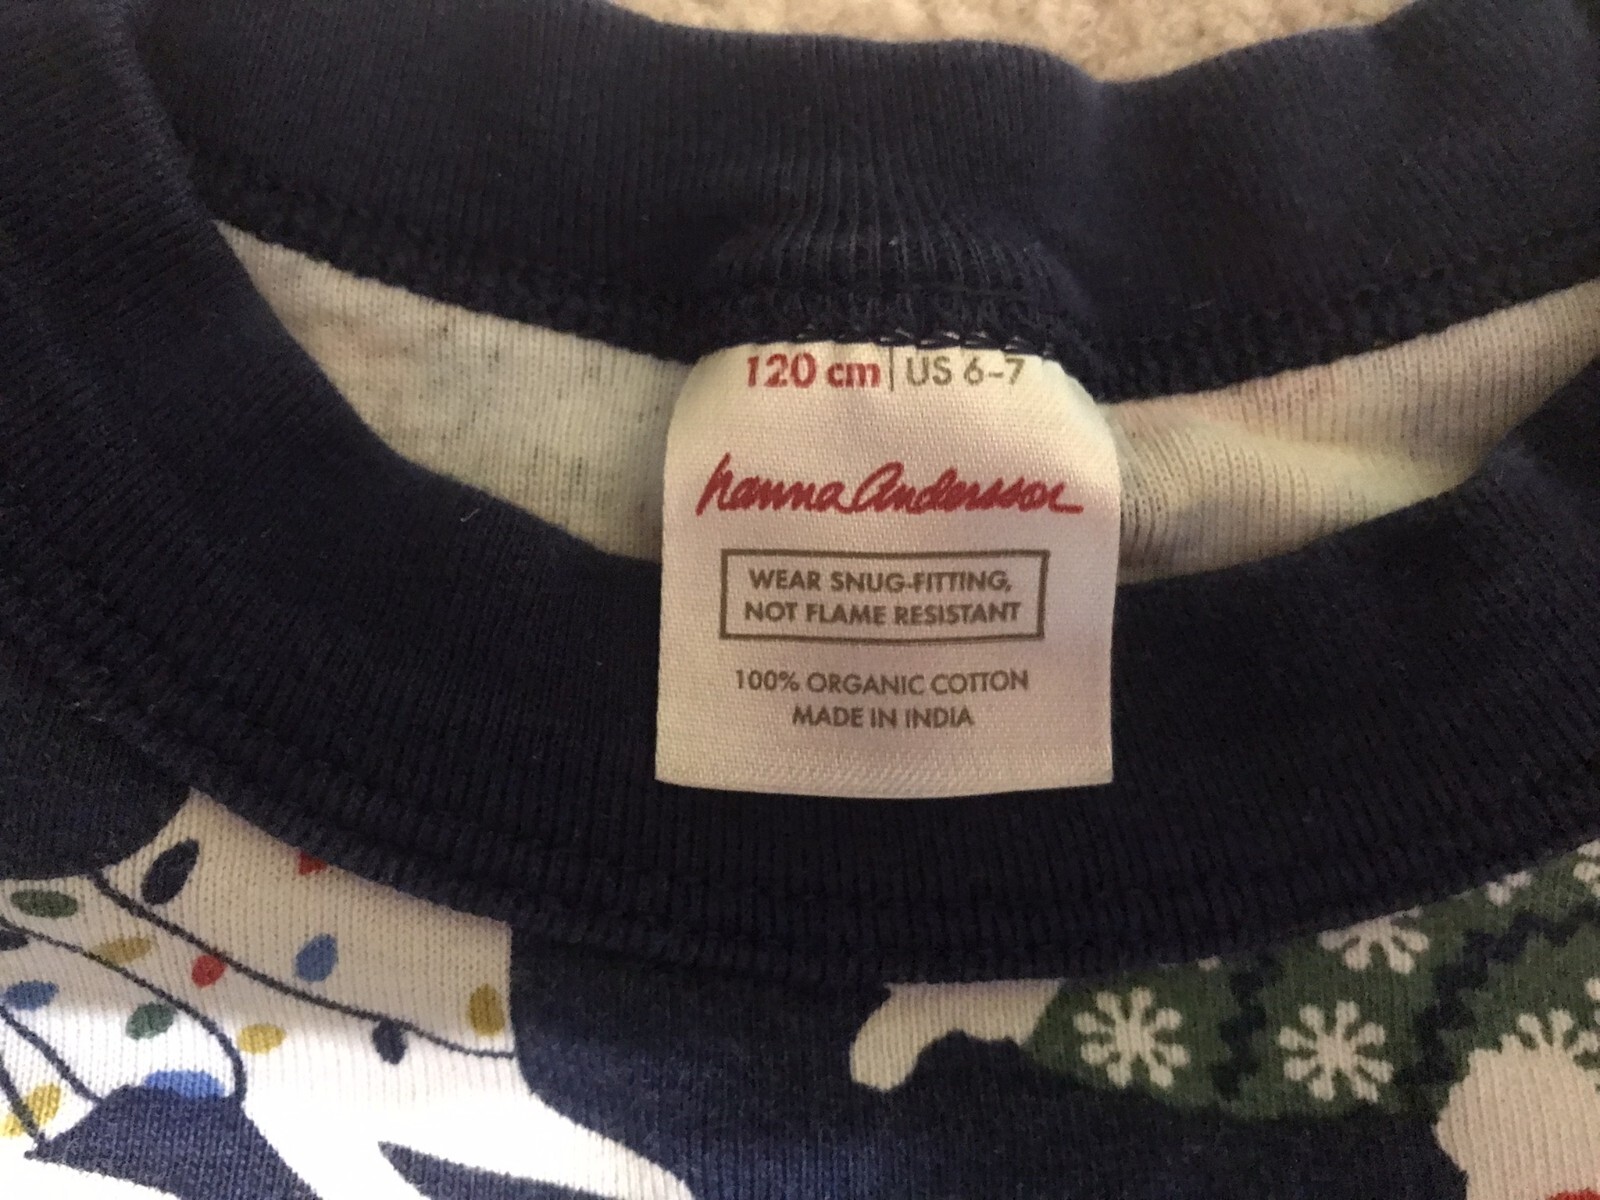 120 cm | US 6-7
hanna Andersson
WEAR SNUG-FITTING,
NOT FLAME RESISTANT
100% ORGANIC COTTON
MADE IN INDIA